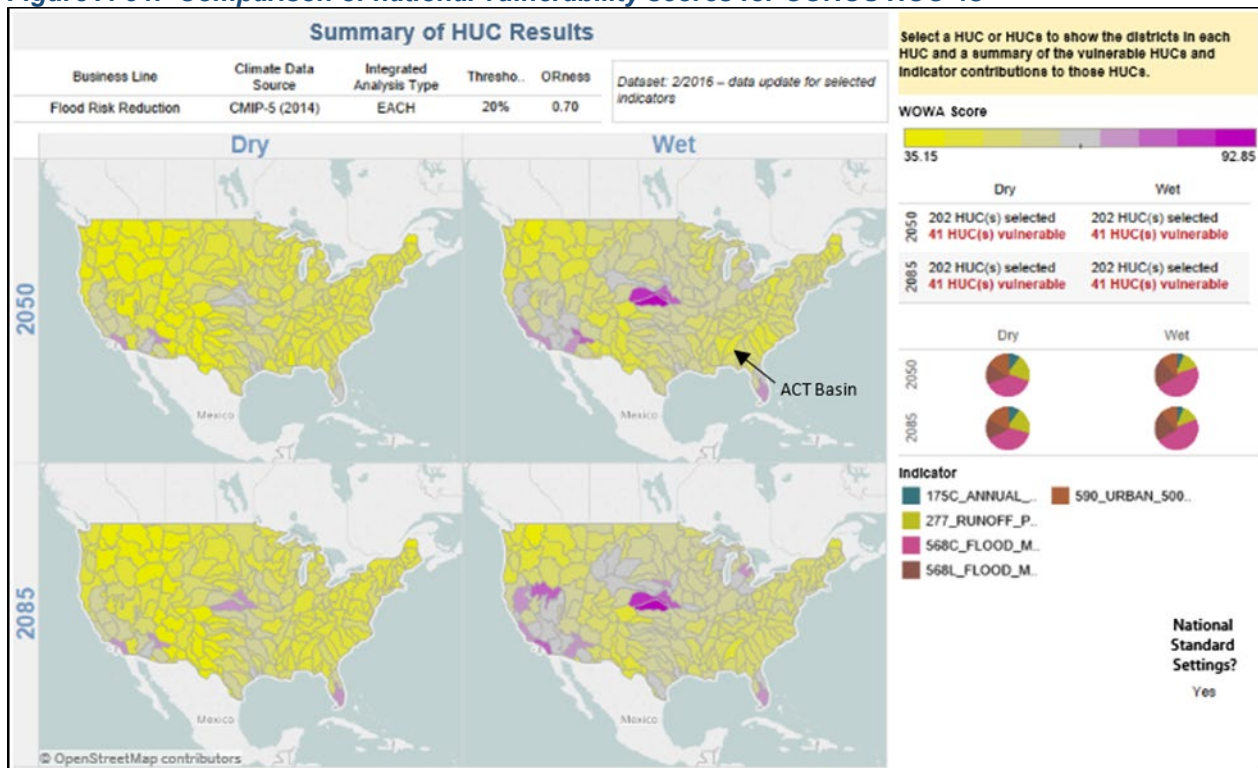 Summary of HUC Results
Business Line
Climate Data
Source
Integrated
Analysis Type
Thresho..
ORness
Flood Risk Reduction
CMIP-5 (2014)
EACH
20%
0.70
Dataset: 2/2016 – data update for selected
indicators
Dry
Wet
2050
Mexico
Mexico
ACT Basin
2085
Mexico
Mexico
© OpenStreetMap contributors
Select a HUC or HUCs to show the districts in each
HUC and a summary of the vulnerable HUCs and
indicator contributions to those HUCs.
WOWA Score
35.15
92.85
Dry
Wet
2050
202 HUC(s) selected
41 HUC(s) vulnerable
202 HUC(s) selected
41 HUC(s) vulnerable
2085
202 HUC(s) selected
41 HUC(s) vulnerable
202 HUC(s) selected
41 HUC(s) vulnerable
Dry
Wet
2050
2085
Indicator
175C_ANNUAL_..
590_URBAN_500..
277_RUNOFF_P..
568C_FLOOD_M..
568L_FLOOD_M..
National
Standard
Settings?
Yes